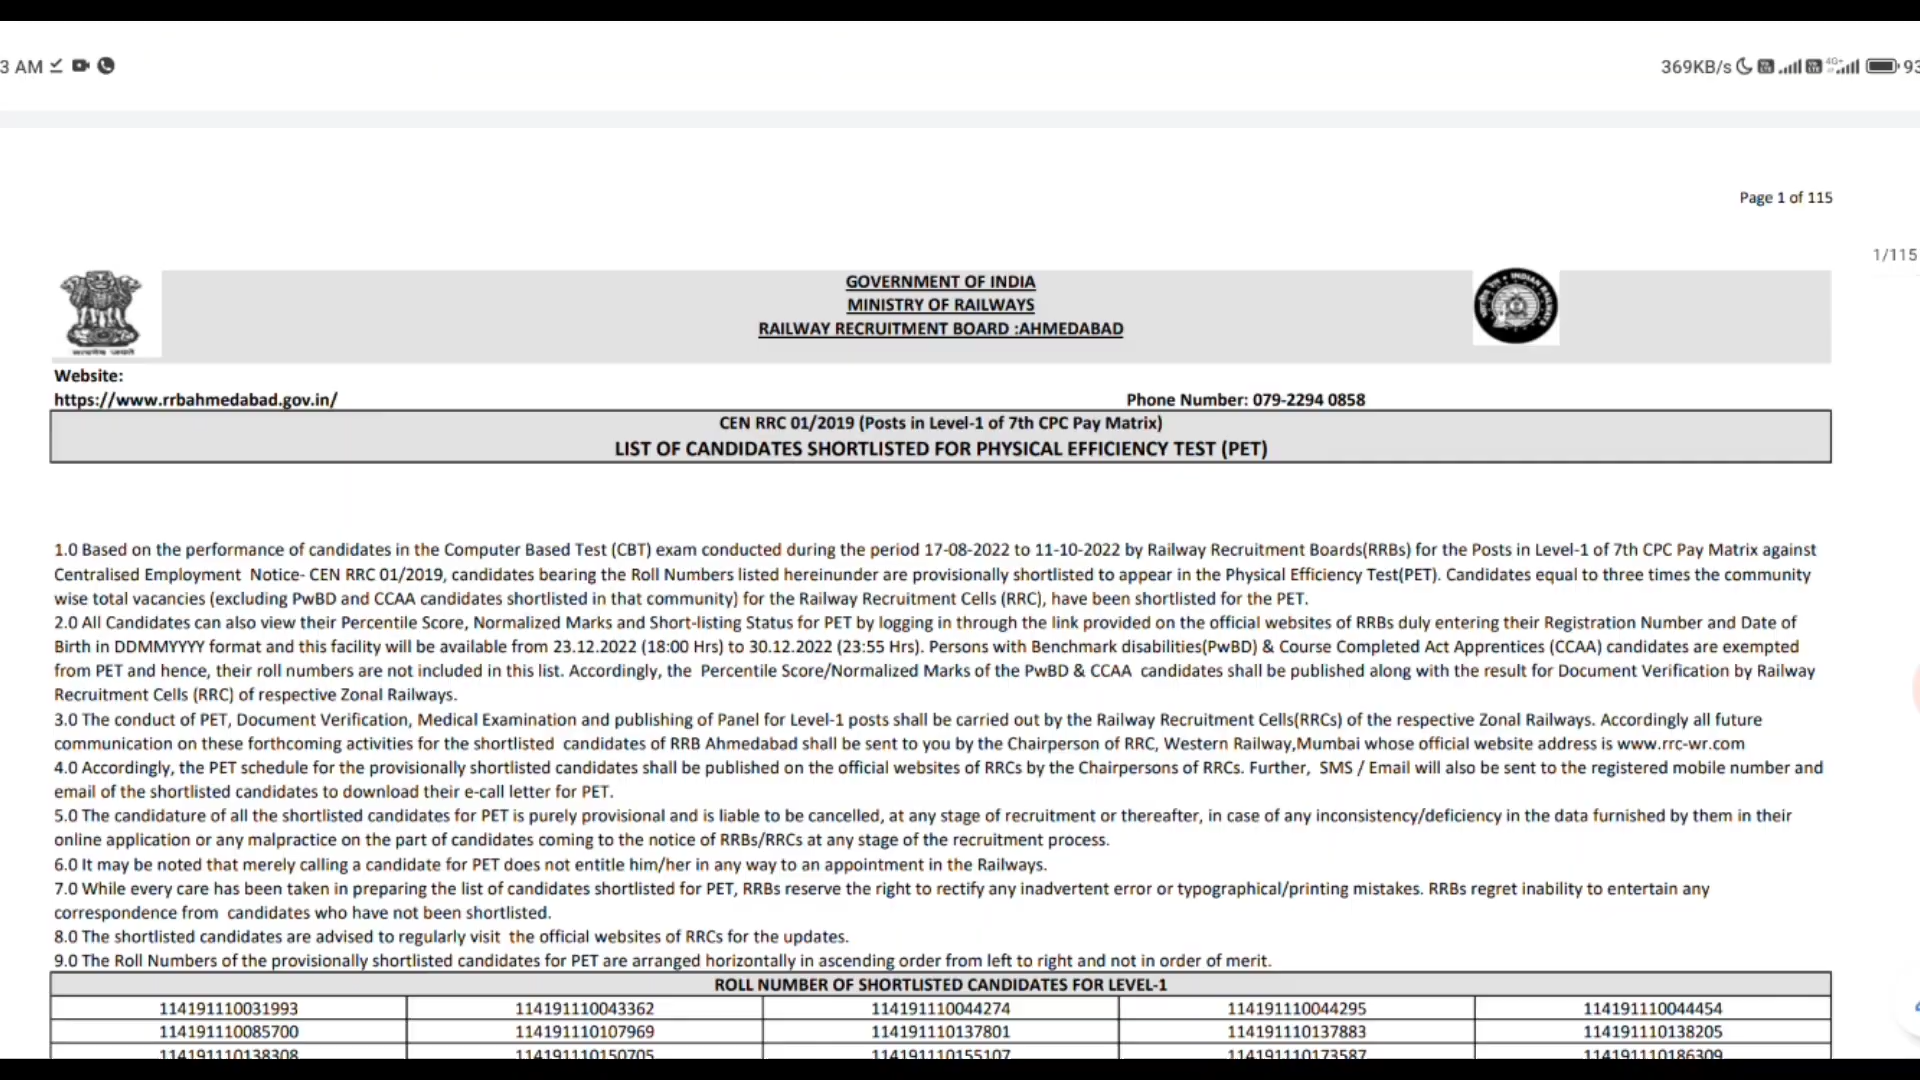 3 AM
369KB/s
4G+
93
Page 1 of 115
1/115
GOVERNMENT OF INDIA
MINISTRY OF RAILWAYS
RAILWAY RECRUITMENT BOARD :AHMEDABAD
INDIAN RAILWAYS
Website:
https://www.rrbahmedabad.gov.in/
Phone Number: 079-2294 0858
CEN RRC 01/2019 (Posts in Level-1 of 7th CPC Pay Matrix)
LIST OF CANDIDATES SHORTLISTED FOR PHYSICAL EFFICIENCY TEST (PET)
1.0 Based on the performance of candidates in the Computer Based Test (CBT) exam conducted during the period 17-08-2022 to 11-10-2022 by Railway Recruitment Boards(RRBs) for the Posts in Level-1 of 7th CPC Pay Matrix against
Centralised Employment Notice- CEN RRC 01/2019, candidates bearing the Roll Numbers listed hereinunder are provisionally shortlisted to appear in the Physical Efficiency Test(PET). Candidates equal to three times the community
wise total vacancies (excluding PwBD and CCAA candidates shortlisted in that community) for the Railway Recruitment Cells (RRC), have been shortlisted for the PET.
2.0 All Candidates can also view their Percentile Score, Normalized Marks and Short-listing Status for PET by logging in through the link provided on the official websites of RRBs duly entering their Registration Number and Date of
Birth in DDMMYYYY format and this facility will be available from 23.12.2022 (18:00 Hrs) to 30.12.2022 (23:55 Hrs). Persons with Benchmark disabilities(PwBD) & Course Completed Act Apprentices (CCAA) candidates are exempted
from PET and hence, their roll numbers are not included in this list. Accordingly, the Percentile Score/Normalized Marks of the PwBD & CCAA candidates shall be published along with the result for Document Verification by Railway
Recruitment Cells (RRC) of respective Zonal Railways.
3.0 The conduct of PET, Document Verification, Medical Examination and publishing of Panel for Level-1 posts shall be carried out by the Railway Recruitment Cells(RRCs) of the respective Zonal Railways. Accordingly all future
communication on these forthcoming activities for the shortlisted candidates of RRB Ahmedabad shall be sent to you by the Chairperson of RRC, Western Railway,Mumbai whose official website address is www.rrc-wr.com
4.0 Accordingly, the PET schedule for the provisionally shortlisted candidates shall be published on the official websites of RRCs by the Chairpersons of RRCs. Further, SMS / Email will also be sent to the registered mobile number and
email of the shortlisted candidates to download their e-call letter for PET.
5.0 The candidature of all the shortlisted candidates for PET is purely provisional and is liable to be cancelled, at any stage of recruitment or thereafter, in case of any inconsistency/deficiency in the data furnished by them in their
online application or any malpractice on the part of candidates coming to the notice of RRBs/RRCs at any stage of the recruitment process.
6.0 It may be noted that merely calling a candidate for PET does not entitle him/her in any way to an appointment in the Railways.
7.0 While every care has been taken in preparing the list of candidates shortlisted for PET, RRBs reserve the right to rectify any inadvertent error or typographical/printing mistakes. RRBs regret inability to entertain any
correspondence from candidates who have not been shortlisted.
8.0 The shortlisted candidates are advised to regularly visit the official websites of RRCs for the updates.
9.0 The Roll Numbers of the provisionally shortlisted candidates for PET are arranged horizontally in ascending order from left to right and not in order of merit.
ROLL NUMBER OF SHORTLISTED CANDIDATES FOR LEVEL-1
114191110031993 114191110043362 114191110044274 114191110044295 114191110044454
114191110085700 114191110107969 114191110137801 114191110137883 114191110138205
114191110138308 114191110150705 114191110155107 114191110173587 114191110186309